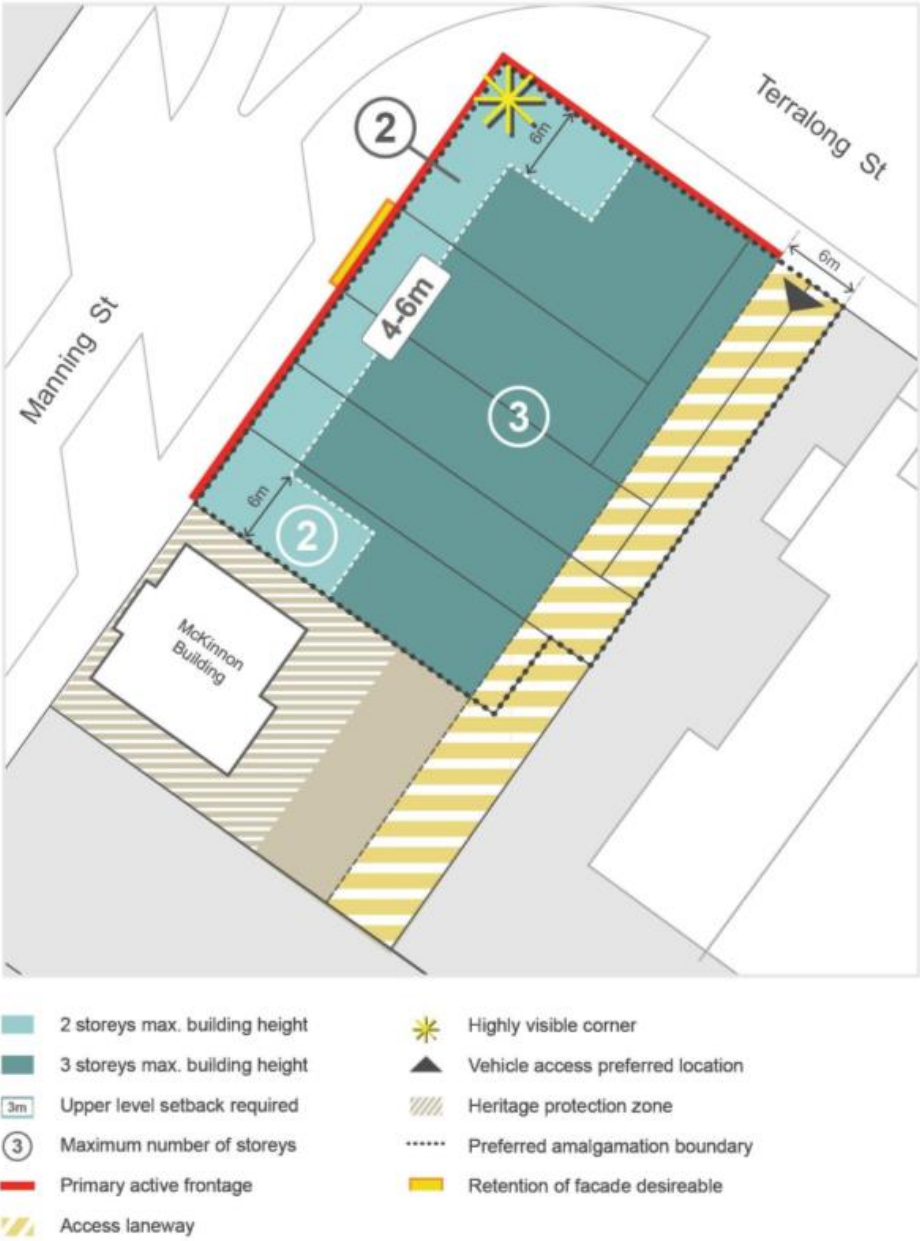 Terralong St
2
6m
6m
Manning St
4-6m
3
6m
2
McKinnon
Building
2 storeys max. building height
3 storeys max. building height
3m Upper level setback required
3 Maximum number of storeys
Primary active frontage
Access laneway
Highly visible corner
Vehicle access preferred location
Heritage protection zone
Preferred amalgamation boundary
Retention of facade desireable